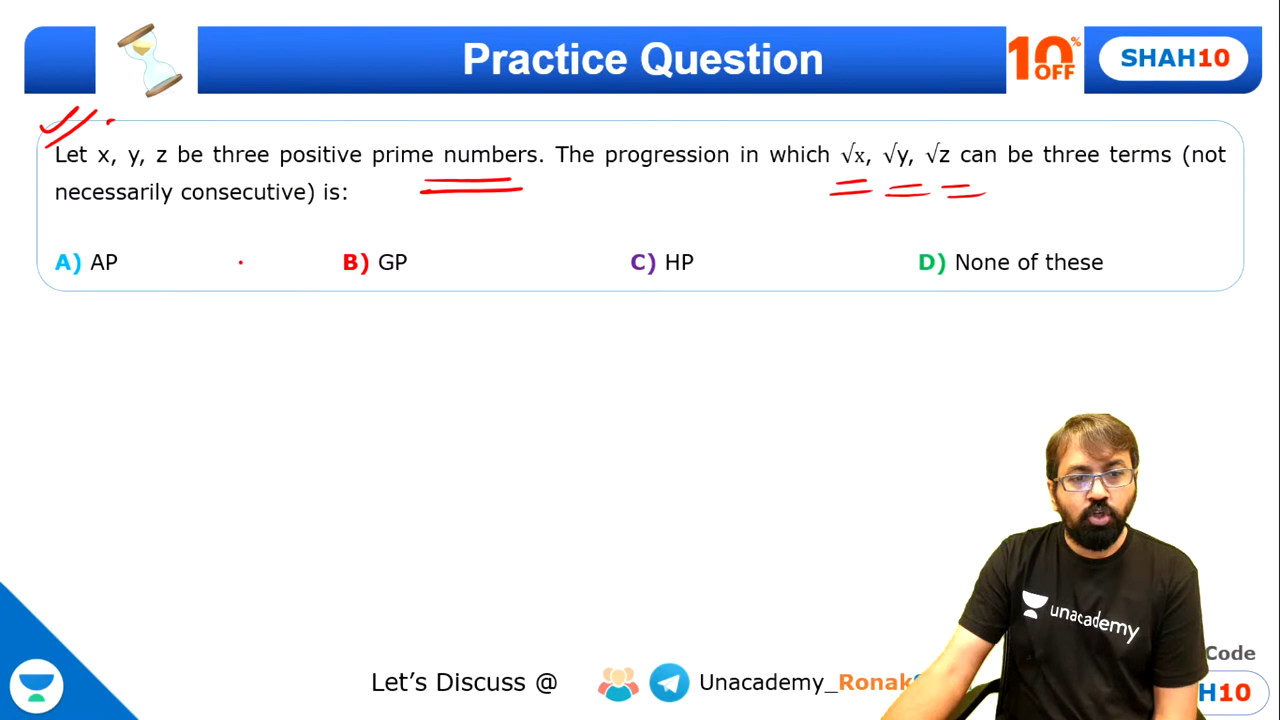 Practice Question
10% OFF
SHAH10
Let x, y, z be three positive prime numbers. The progression in which √x, √y, √z can be three terms (not
necessarily consecutive) is:
A) AP
B) GP
C) HP
D) None of these
unacademy
Code
H10
Let's Discuss @
Unacademy_Ronak